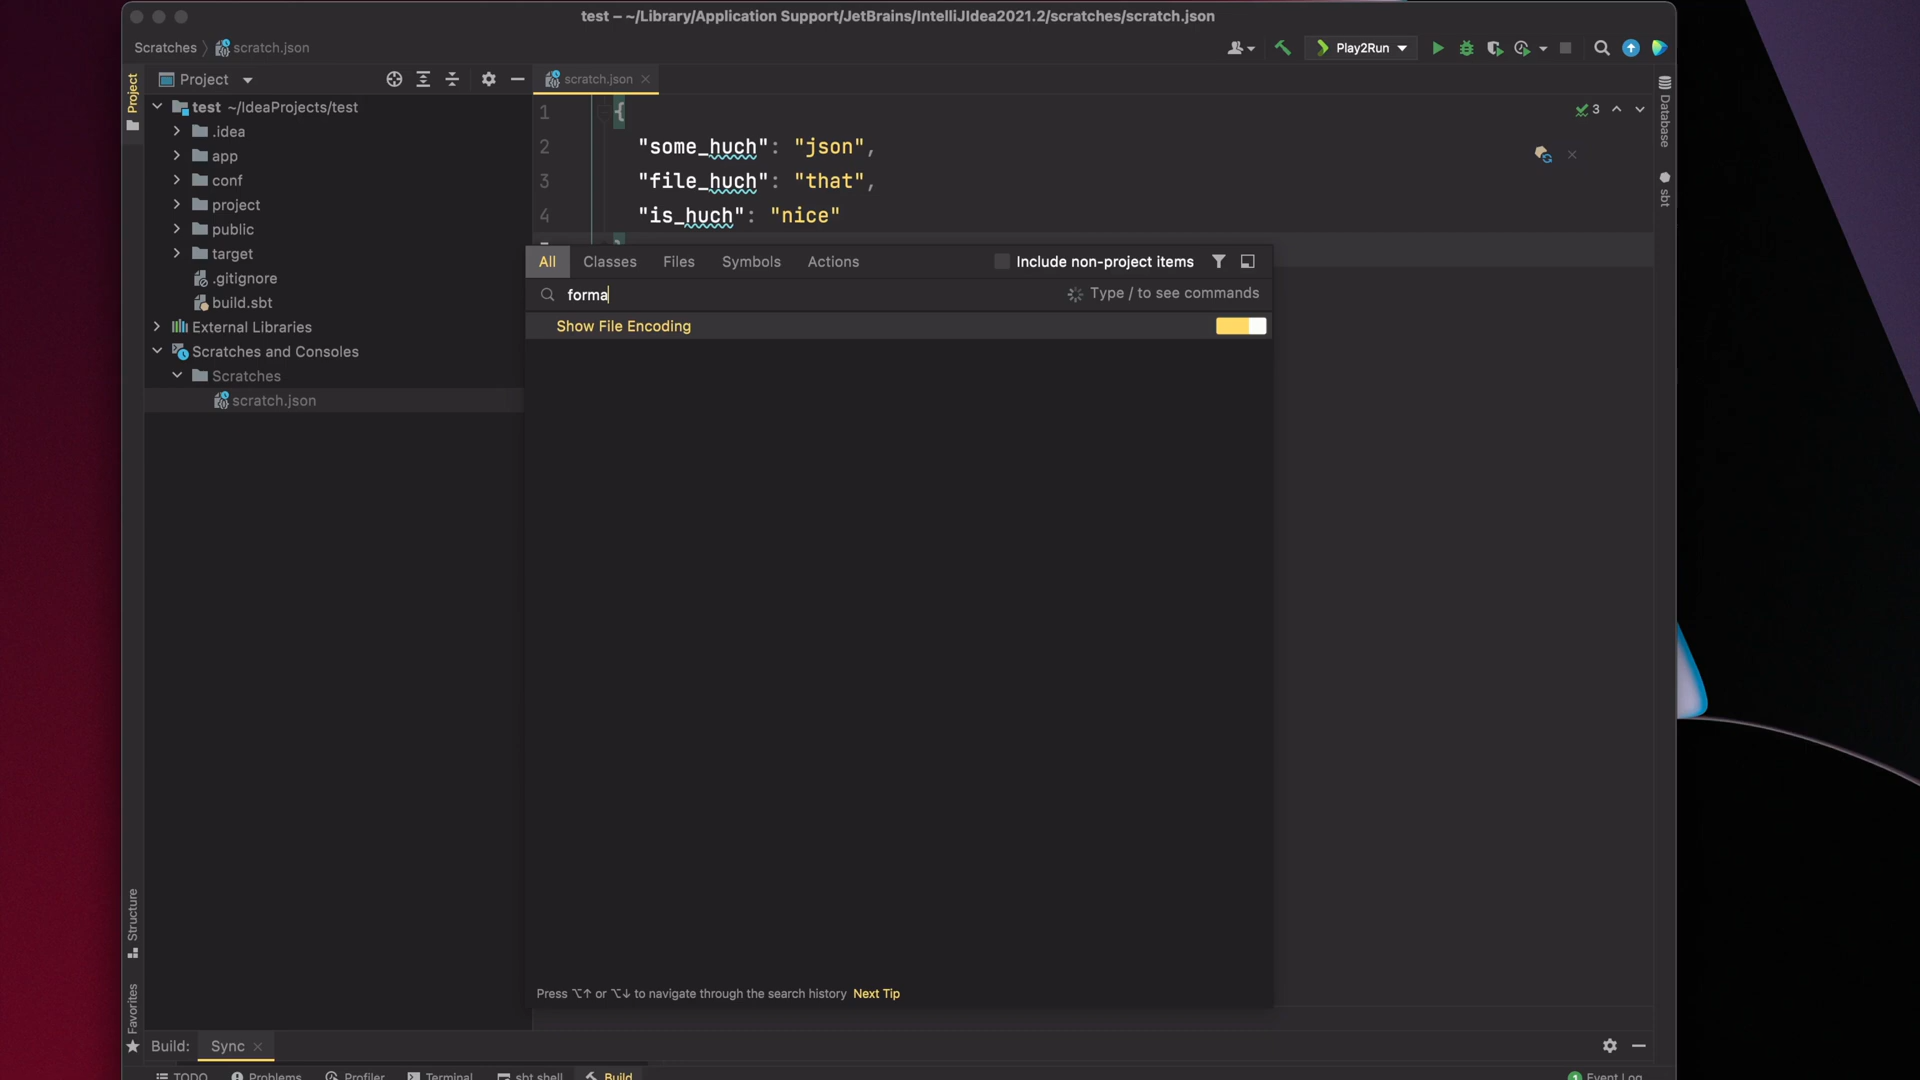 test – ~/Library/Application Support/JetBrains/IntelliJIdea2021.2/scratches/scratch.json
Scratches
scratch.json
Play2Run
Project
Project
scratch.json
test ~/IdeaProjects/test
.idea
app
conf
project
public
target
.gitignore
build.sbt
External Libraries
Scratches and Consoles
Scratches
scratch.json
1 {
2 "some_huch": "json",
3 "file_huch": "that",
4 "is_huch": "nice"
3
Database
sbt
All Classes Files Symbols Actions
Include non-project items
forma
Type / to see commands
Show File Encoding
Press ⌥↑ or ⌥↓ to navigate through the search history Next Tip
Structure
Favorites
Build: Sync
TODO Problems Profiler Terminal sbt shell Build
1 Event Log